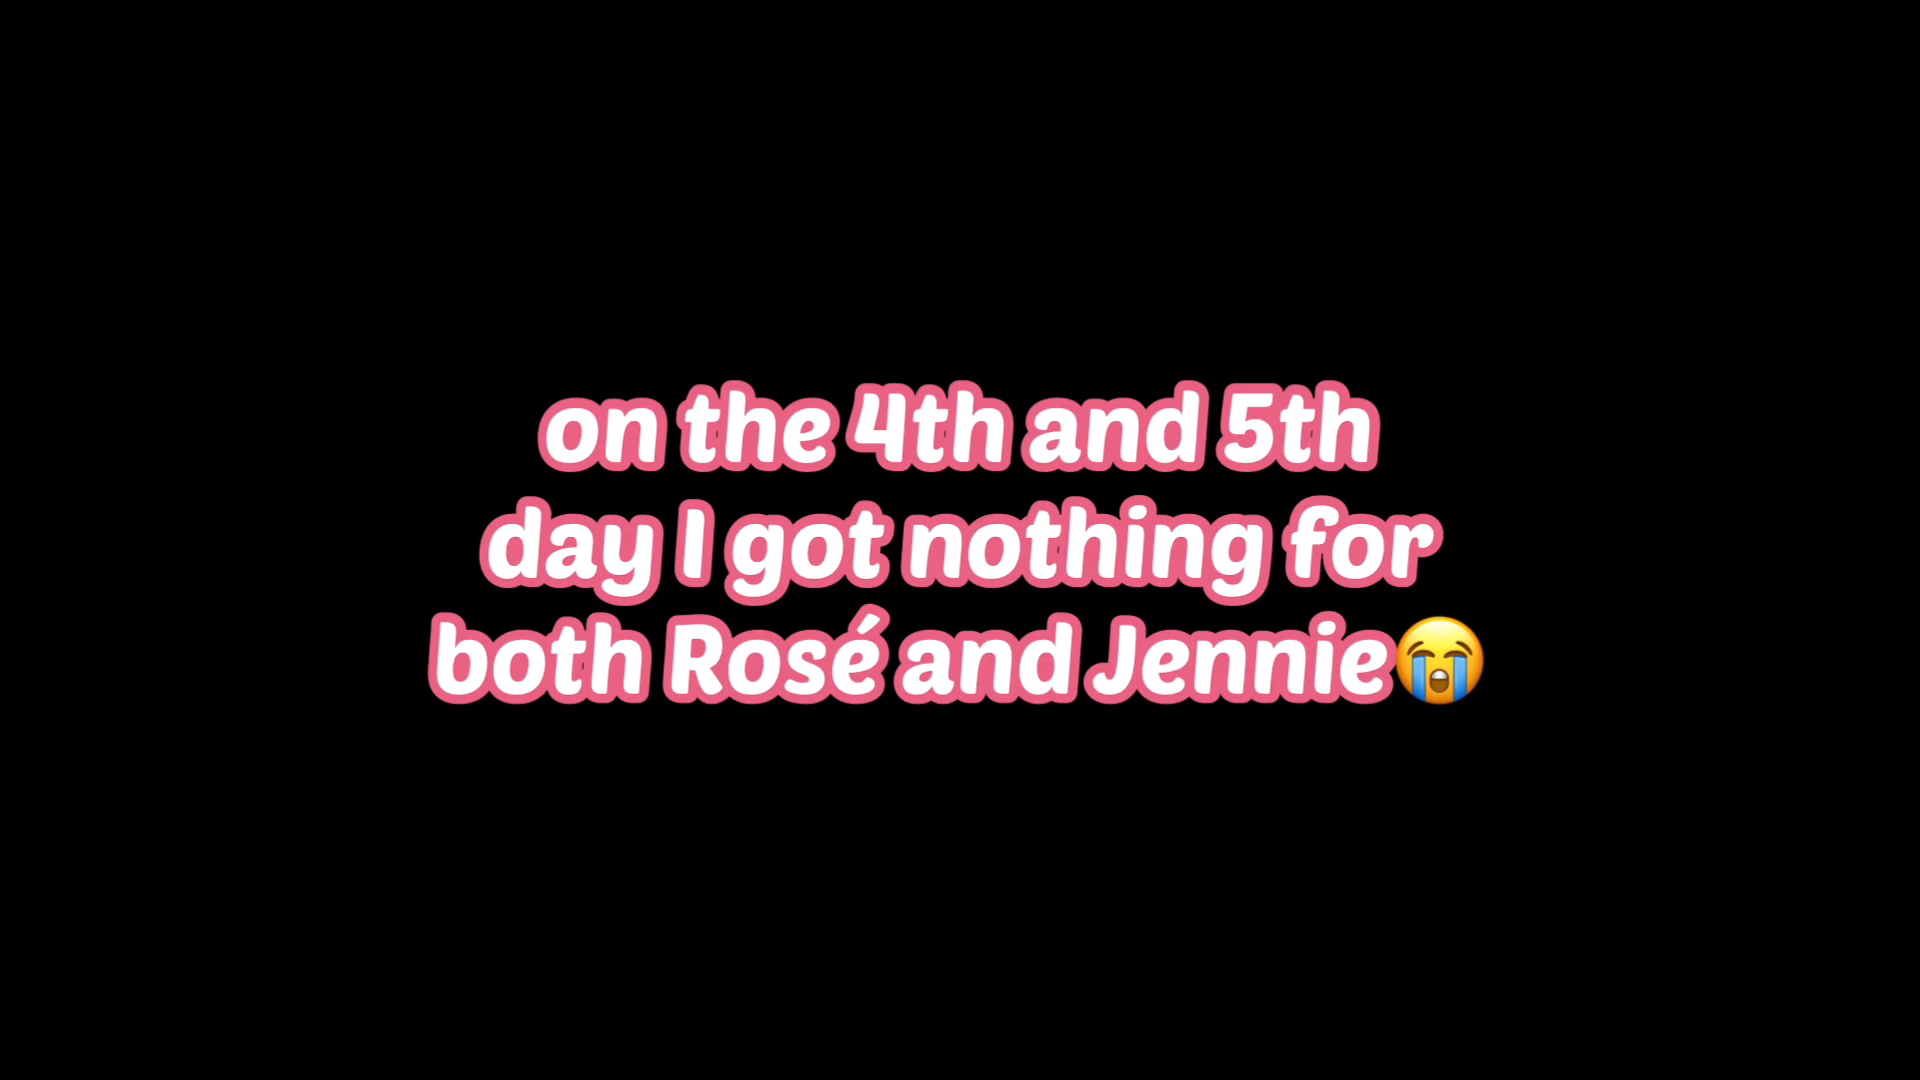 on the 4th and 5th
day I got nothing for
both Rosé and Jennie😭